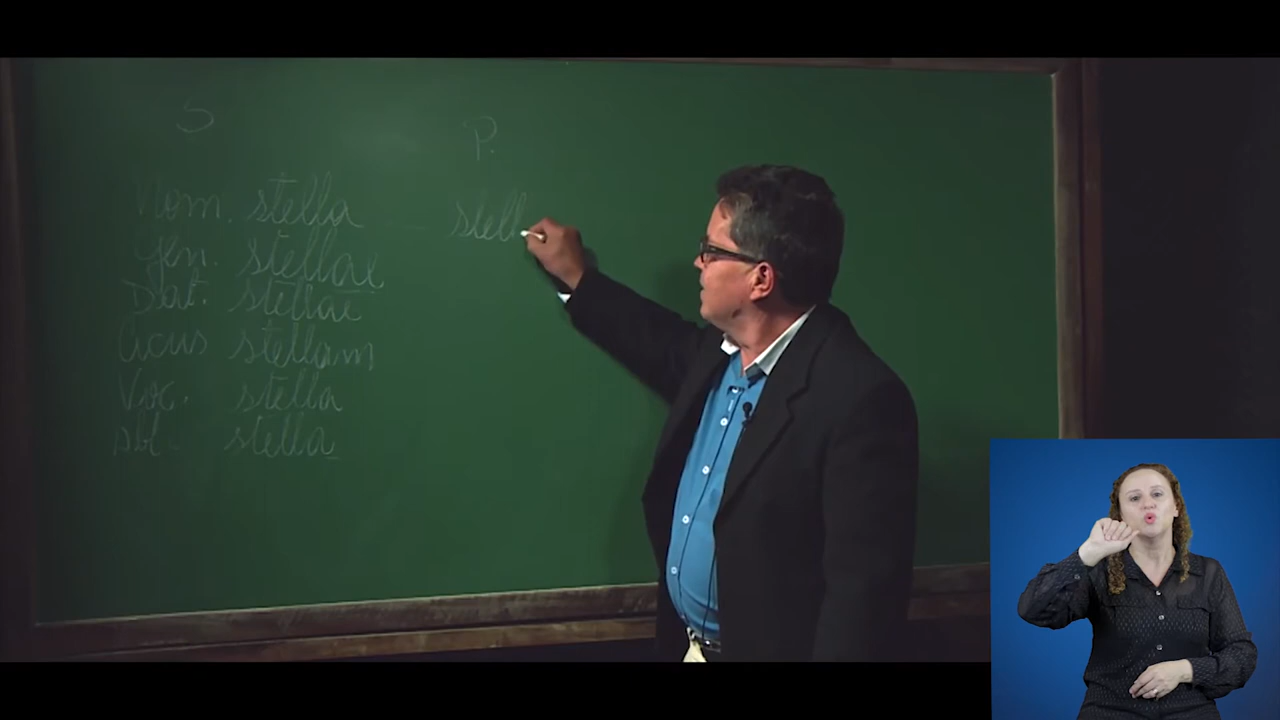 S P.
Nom. stella stell
Gen. stellae
Dat. stellae
Acus stellam
Voc. stella
Abl - stella